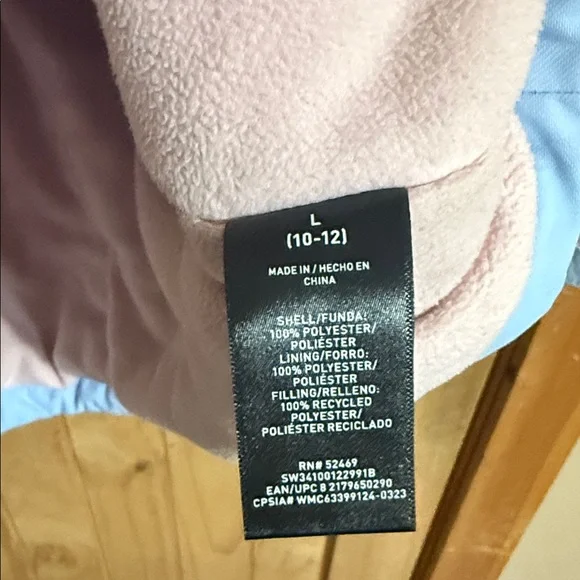 L
(10-12)
MADE IN / HECHO EN
CHINA
SHELL/FUNDA:
100% POLYESTER/
POLIÉSTER
LINING/FORRO:
100% POLYESTER/
POLIÉSTER
FILLING/RELLENO:
100% RECYCLED
POLYESTER/
POLIÉSTER RECICLADO
RN# 52469
SW34100122991B
EAN/UPC 8 2179650290
CPSIA# WMC63399124-0323